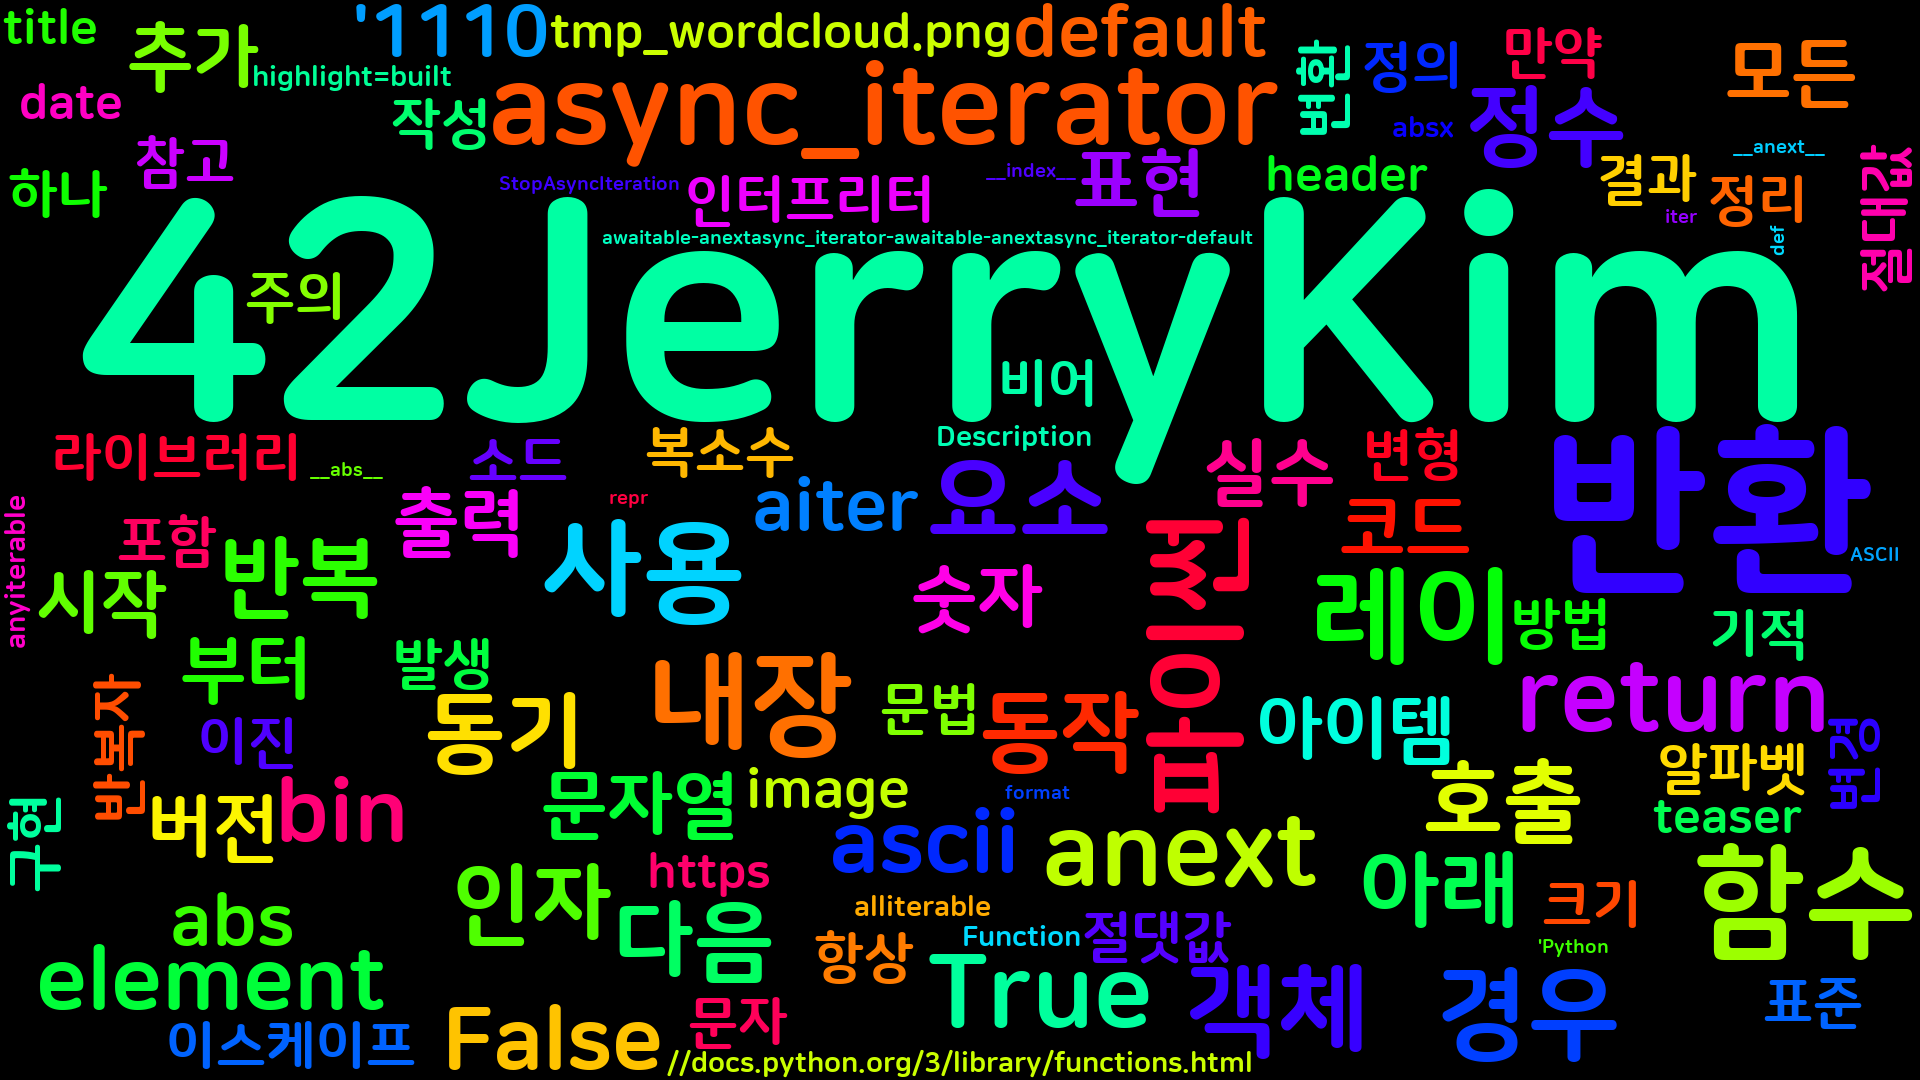 title
추가
'1110
tmp_wordcloud.png
default
변환
정의
만약
모든
highlight=built
date
작성
async_iterator
absx
정수
__anext__
절대값
참고
하나
StopAsyncIteration
인터프리터
__index__
표현
header
결과
정리
iter
def
awaitable-anextasync_iterator-awaitable-anextasync_iterator-default
42JerryKim
주의
비어
라이브러리
__abs__
소드
복소수
Description
실수
변형
반환
anyiterable
포함
출력
repr
aiter
요소
옵션
코드
ASCII
시작
반복
사용
숫자
레이
방법
기적
부터
발생
내장
문법
동작
아이템
return
반복자
이진
동기
알파벳
변경
구현
버전
bin
문자열
image
format
ascii
anext
호출
teaser
https
인자
다음
alliterable
아래
크기
함수
abs
항상
Function
절댓값
'Python
element
True
객체
경우
표준
이스케이프
False
문자
//docs.python.org/3/library/functions.html